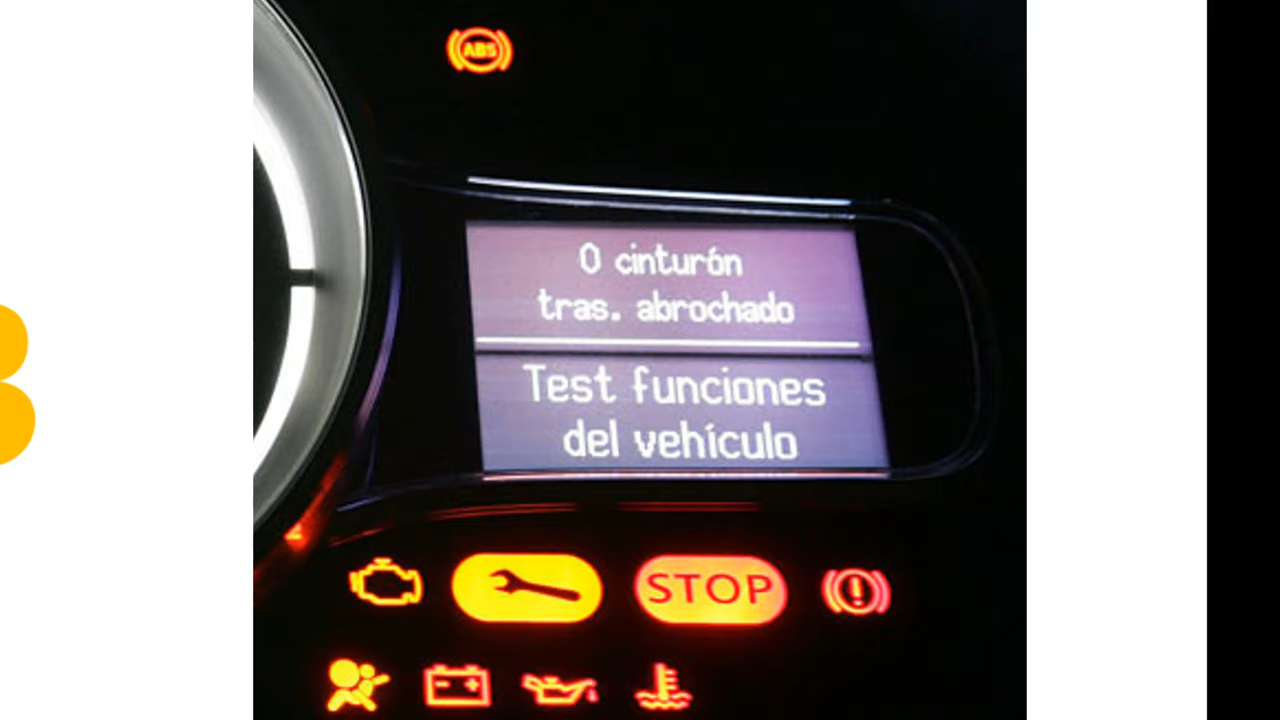 ABS
0 cinturón
tras. abrochado
Test funciones
del vehículo
STOP